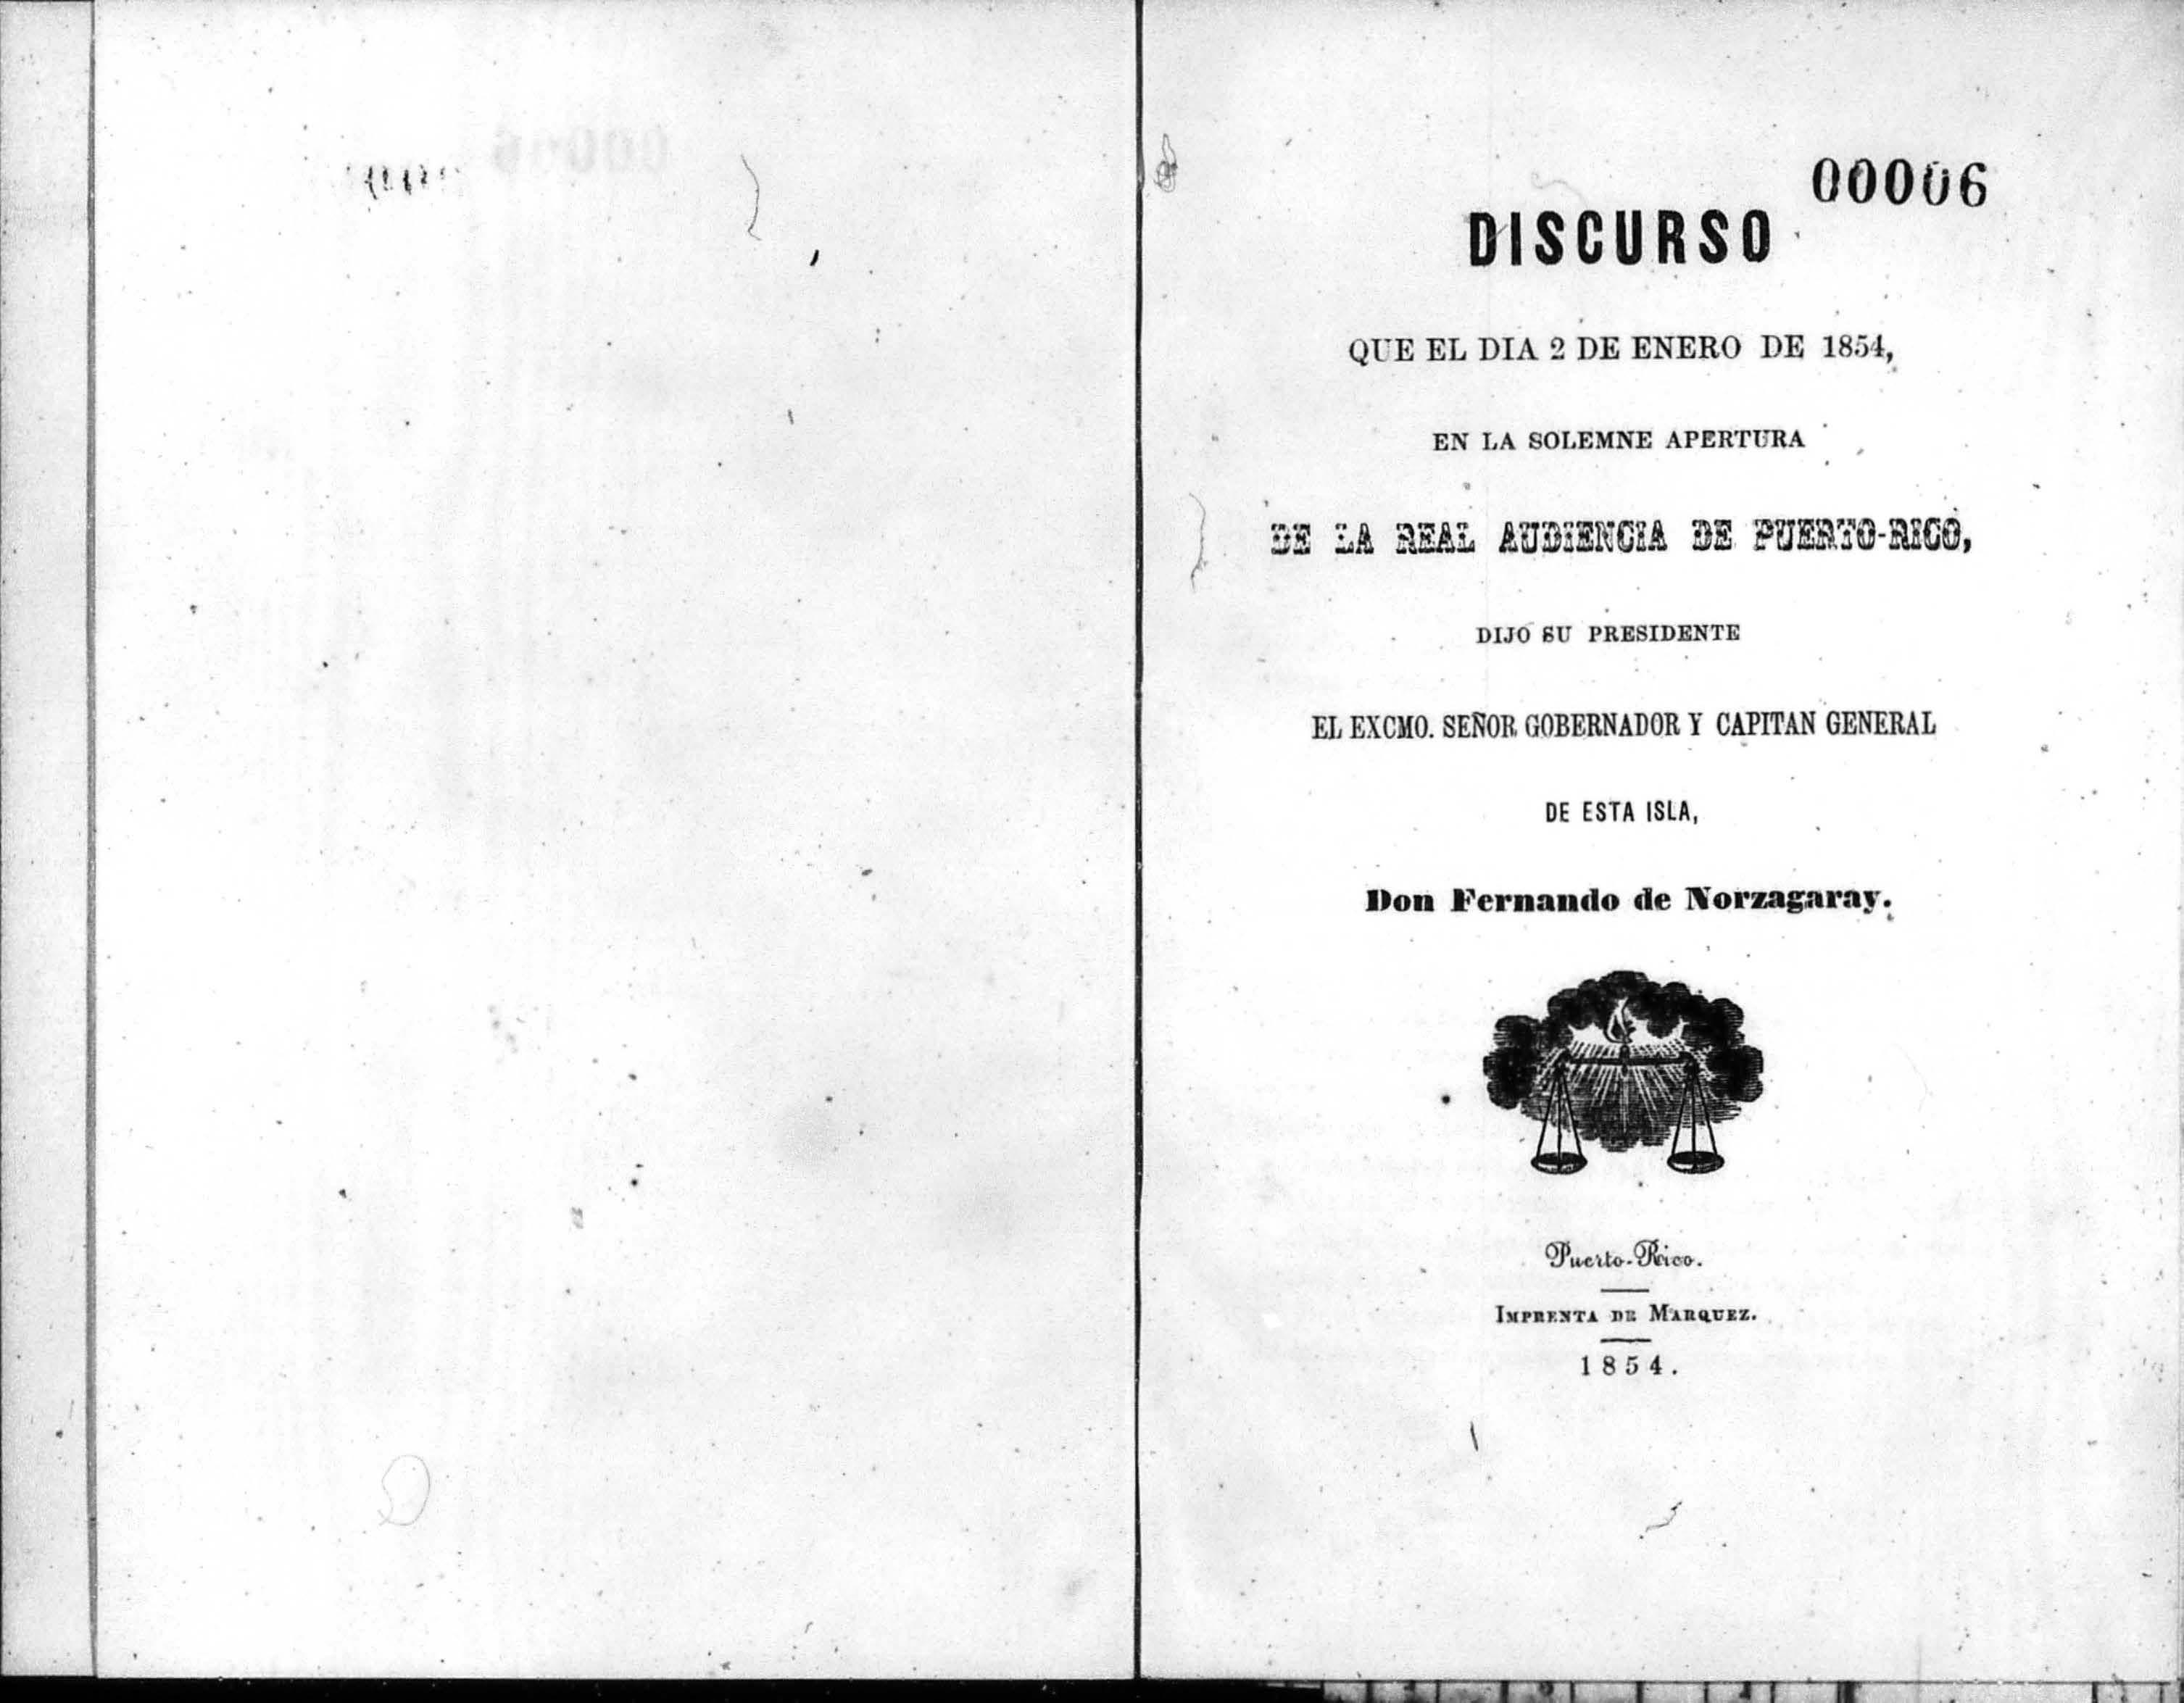 00006
DISCURSO
QUE EL DIA 2 DE ENERO DE 1854,
EN LA SOLEMNE APERTURA
DE LA REAL AUDIENCIA DE PUERTO-RICO,
DIJO SU PRESIDENTE
EL EXCMO. SEÑOR GOBERNADOR Y CAPITAN GENERAL
DE ESTA ISLA,
Don Fernando de Norzagaray.
Puerto-Rico.
IMPRENTA DE MARQUEZ.
1854.